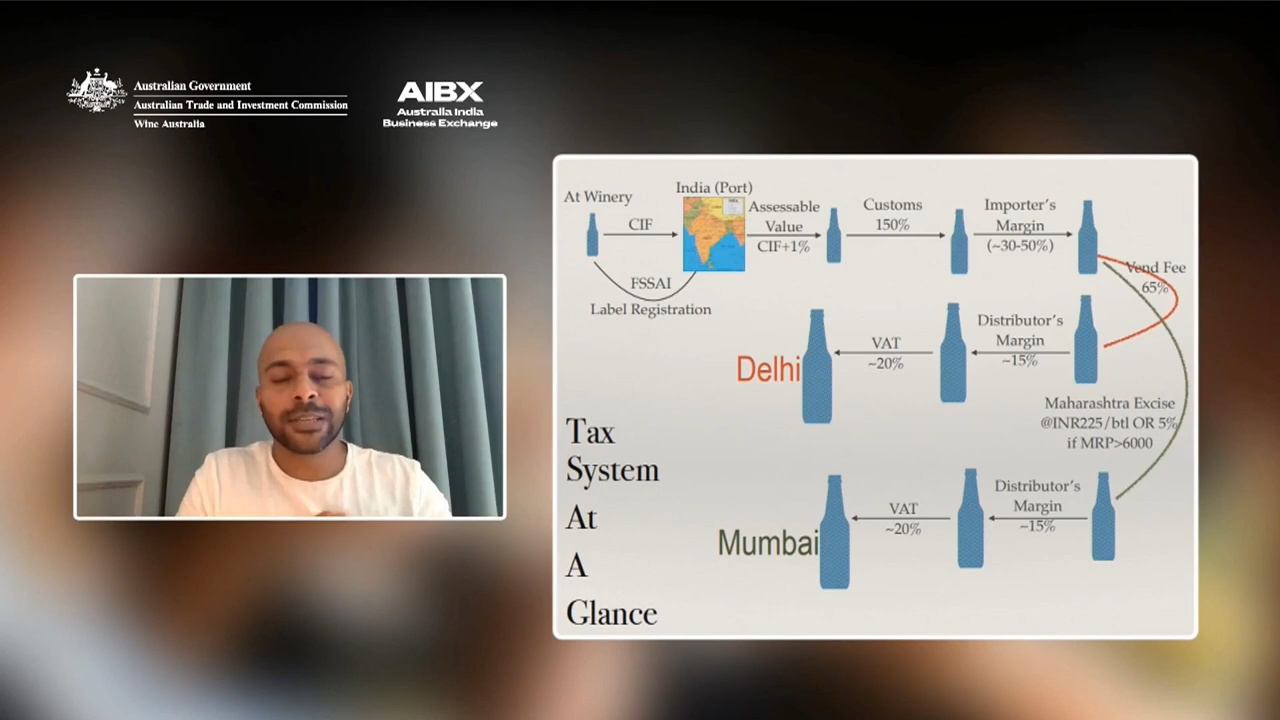 Australian Government
Australian Trade and Investment Commission
Wine Australia
AIBX
Australia India
Business Exchange
At Winery
CIF
India (Port)
FSSAI
Label Registration
Assessable
Value
CIF+1%
Customs
150%
Importer's
Margin
(~30-50%)
Vend Fee
65%
Distributor's
Margin
~15%
VAT
~20%
Delhi
Maharashtra Excise
@INR225/btl OR 5%
if MRP>6000
Distributor's
Margin
~15%
VAT
~20%
Mumbai
Tax
System
At
A
Glance